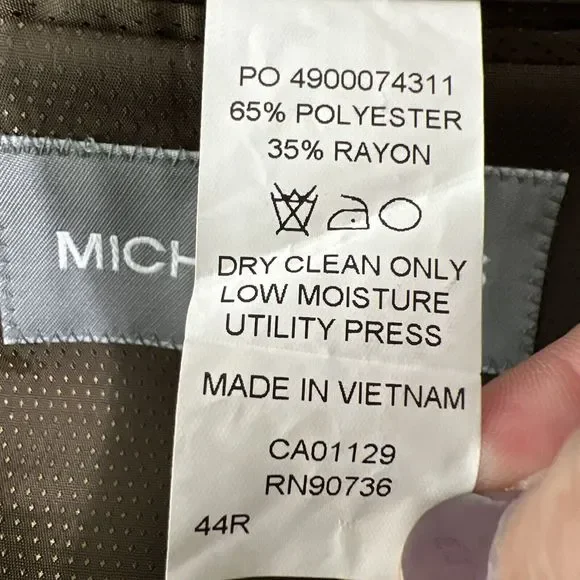 PO 4900074311
65% POLYESTER
35% RAYON
DRY CLEAN ONLY
LOW MOISTURE
UTILITY PRESS
MADE IN VIETNAM
CA01129
RN90736
44R